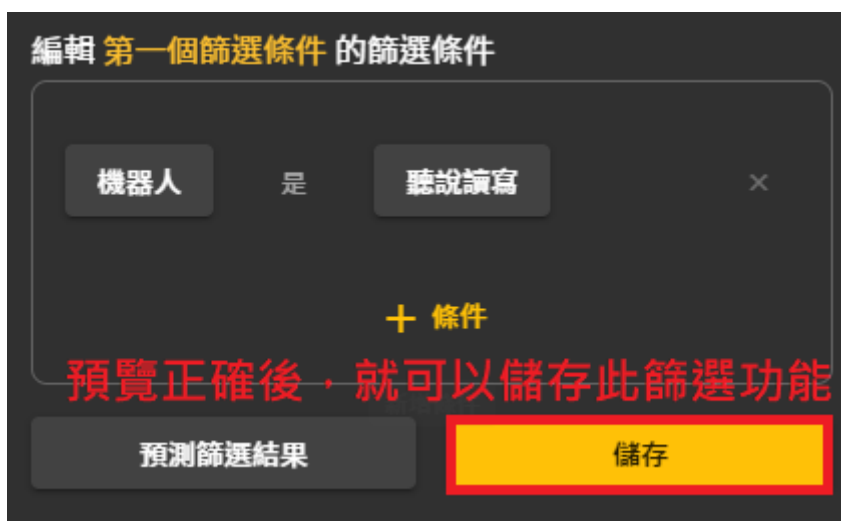 編輯 第一個篩選條件 的篩選條件
機器人 是 聽說讀寫 ×
＋ 條件
預覽正確後，就可以儲存此篩選功能
預測篩選結果 儲存